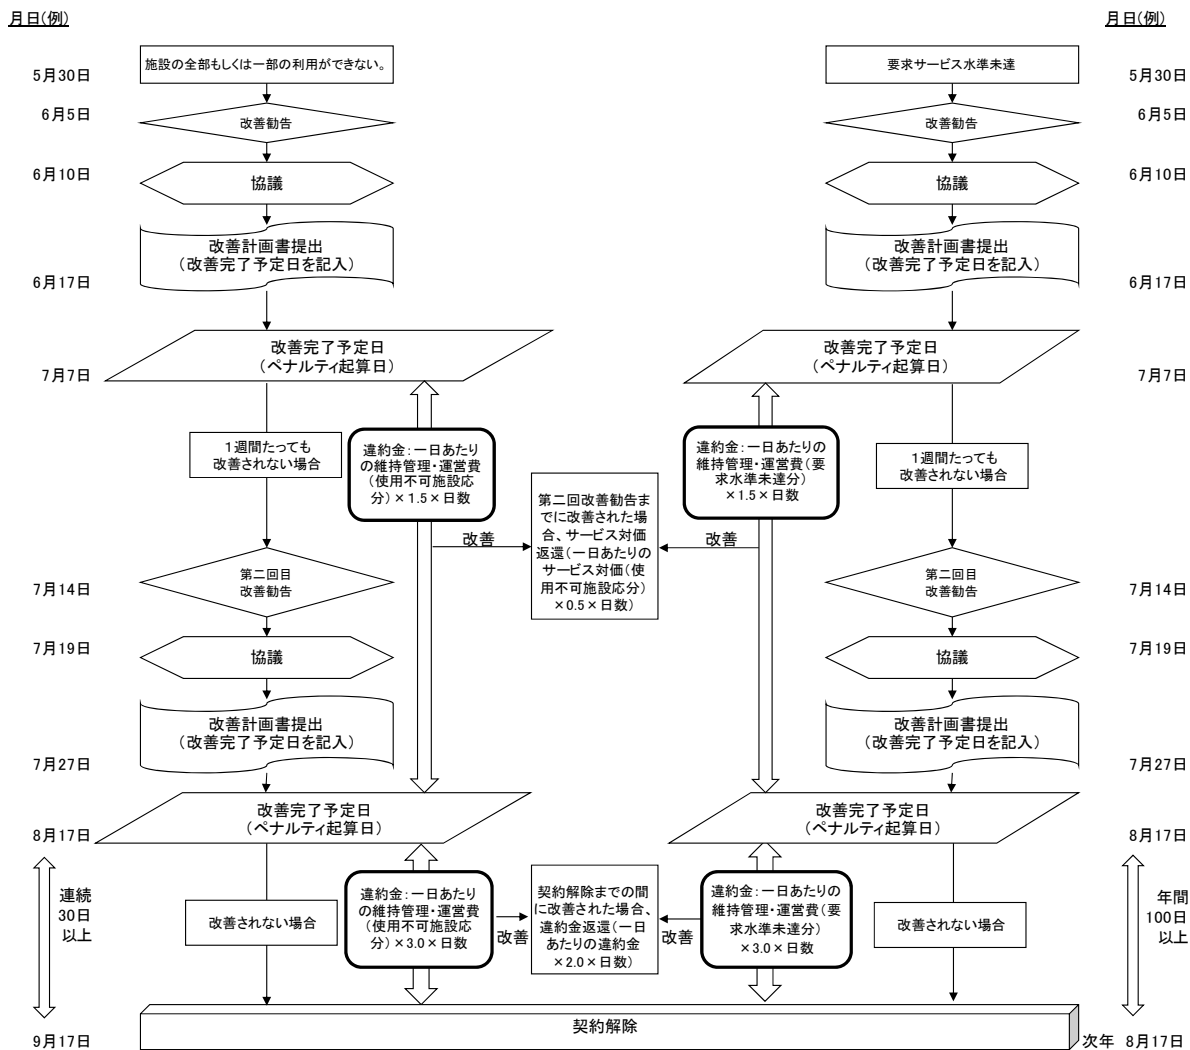 月日(例)
5月30日
6月5日
6月10日
6月17日
7月7日
7月14日
7月19日
7月27日
8月17日
連続
30日
以上
9月17日
施設の全部もしくは一部の利用ができない。
改善勧告
協議
改善計画書提出
(改善完了予定日を記入)
改善完了予定日
(ペナルティ起算日)
1週間たっても
改善されない場合
違約金:一日あたり
の維持管理・運営費
(使用不可施設応
分)×1.5×日数
改善
第二回目
改善勧告
協議
改善計画書提出
(改善完了予定日を記入)
改善完了予定日
(ペナルティ起算日)
改善されない場合
違約金:一日あたり
の維持管理・運営費
(使用不可施設応
分)×3.0×日数
改善
第二回改善勧告ま
でに改善された場
合、サービス対価
返還(一日あたりの
サービス対価(使
用不可施設応分)
×0.5×日数)
契約解除までの間
に改善された場合、
違約金返還(一日
あたりの違約金
×2.0×日数)
要求サービス水準未達
改善勧告
協議
改善計画書提出
(改善完了予定日を記入)
改善完了予定日
(ペナルティ起算日)
違約金:一日あたりの
維持管理・運営費(要
求水準未達分)
×1.5×日数
1週間たっても
改善されない場合
改善
第二回目
改善勧告
協議
改善計画書提出
(改善完了予定日を記入)
改善完了予定日
(ペナルティ起算日)
違約金:一日あたりの
維持管理・運営費(要
求水準未達分)
×3.0×日数
改善
改善されない場合
契約解除
月日(例)
5月30日
6月5日
6月10日
6月17日
7月7日
7月14日
7月19日
7月27日
8月17日
年間
100日
以上
次年 8月17日